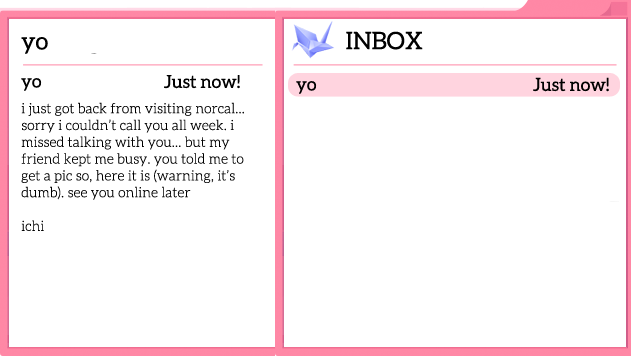 yo
yo Just now!
i just got back from visiting norcal...
sorry i couldn't call you all week. i
missed talking with you... but my
friend kept me busy. you told me to
get a pic so, here it is (warning, it's
dumb). see you online later
ichi
INBOX
yo Just now!